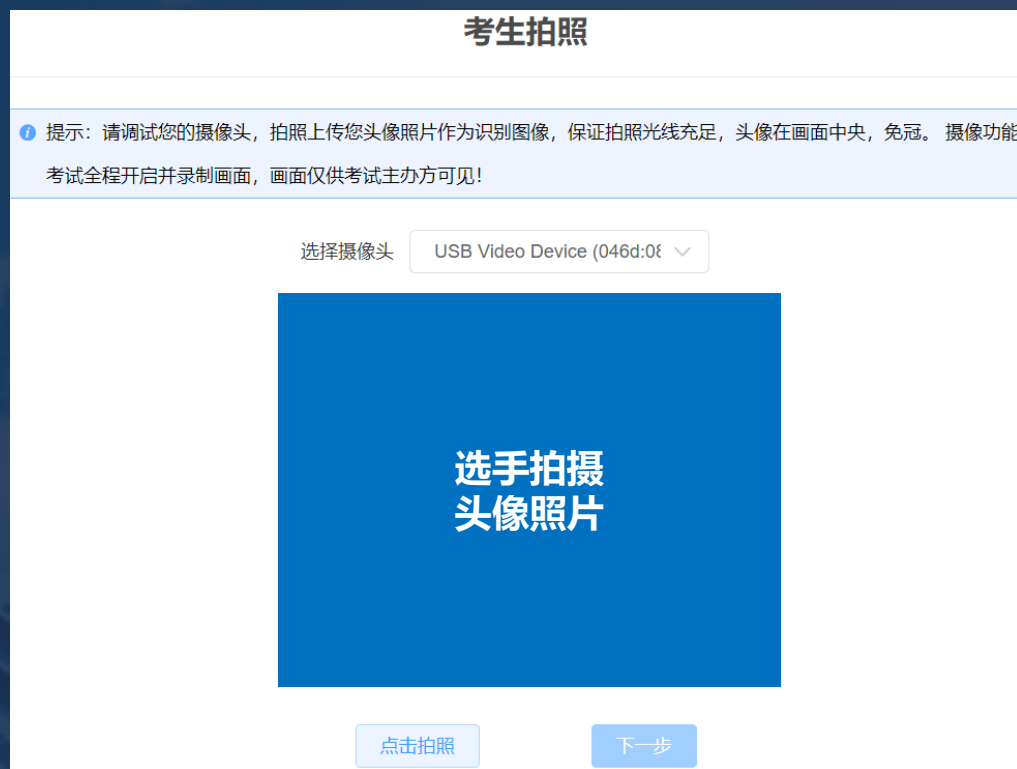 考生拍照
提示：请调试您的摄像头，拍照上传您头像照片作为识别图像，保证拍照光线充足，头像在画面中央，免冠。 摄像功能
考试全程开启并录制画面，画面仅供考试主办方可见！
选择摄像头 USB Video Device (046d:08
选手拍摄
头像照片
点击拍照 下一步